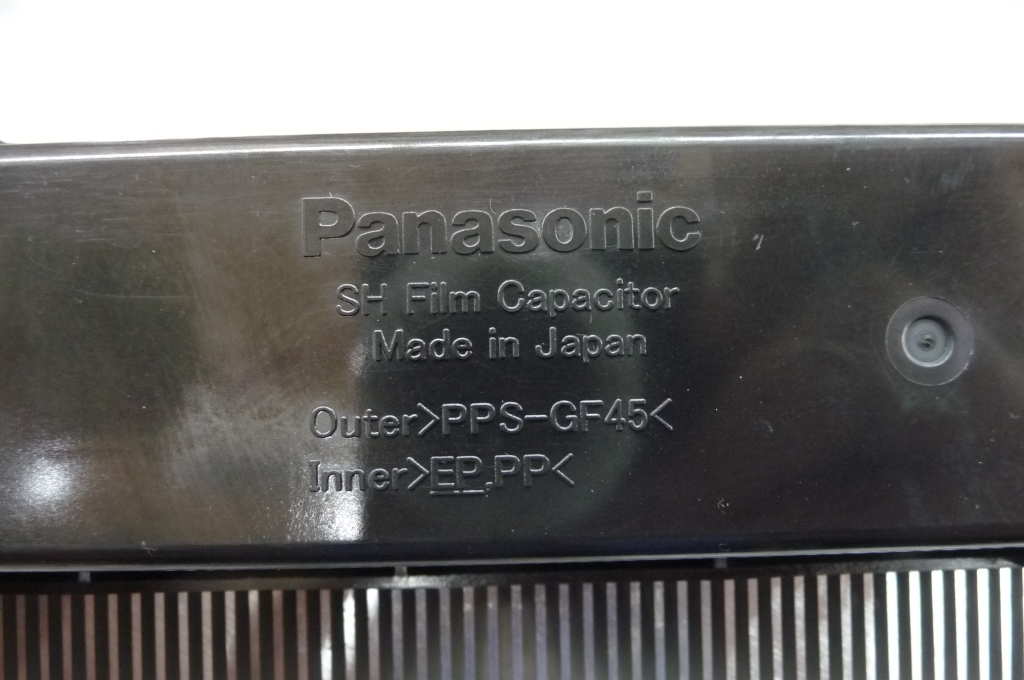 Panasonic
SH Film Capacitor
Made in Japan
Outer>PPS-GF45<
Inner>EP,PP<